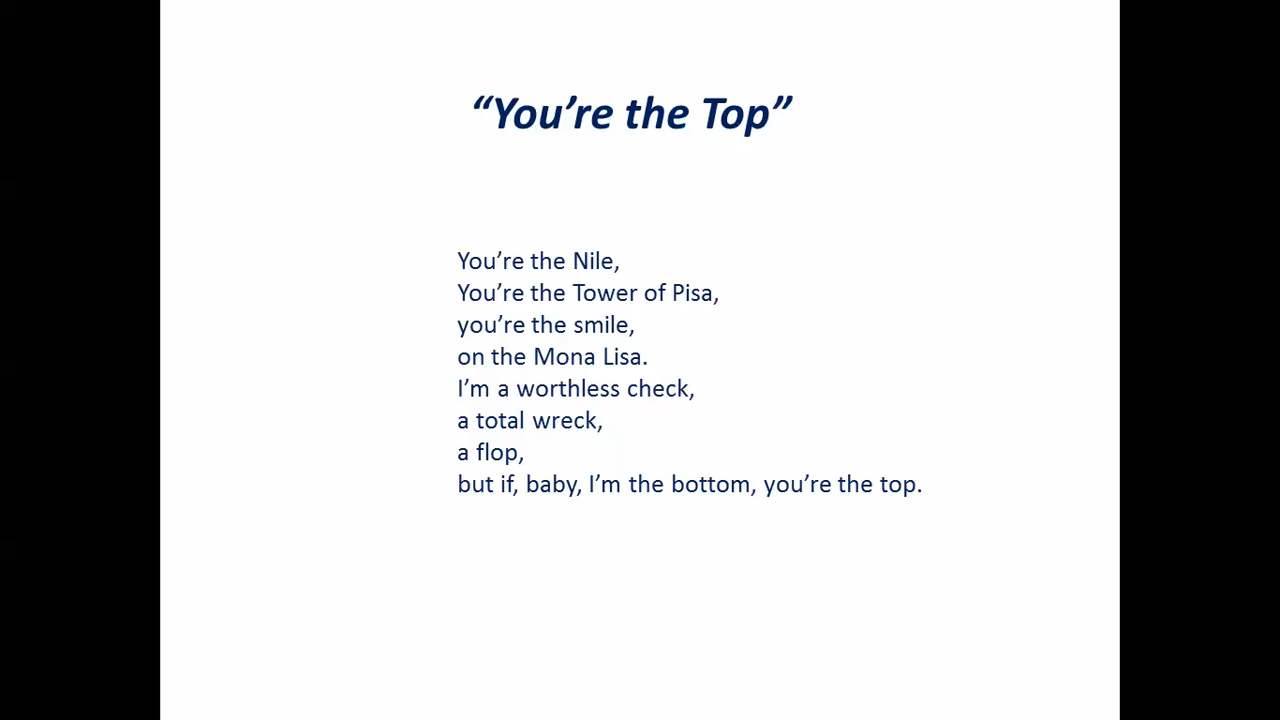 “You’re the Top”
You’re the Nile,
You’re the Tower of Pisa,
you’re the smile,
on the Mona Lisa.
I’m a worthless check,
a total wreck,
a flop,
but if, baby, I’m the bottom, you’re the top.